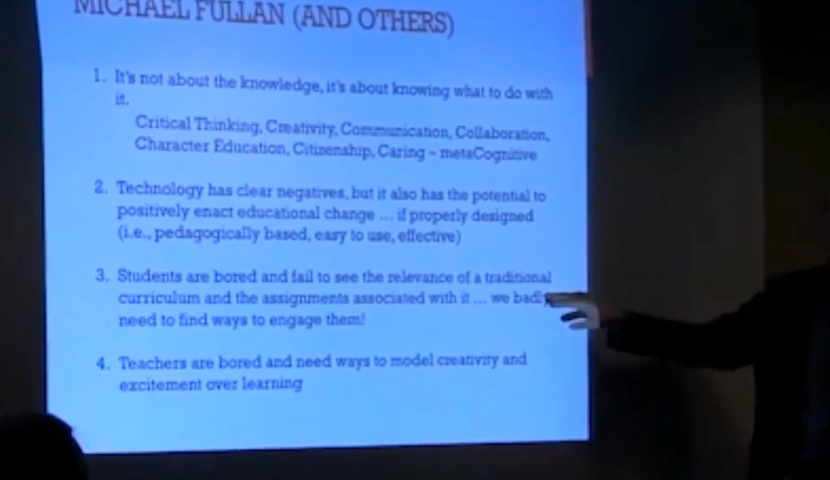 MICHAEL FULLAN (AND OTHERS)
1. It's not about the knowledge, it's about knowing what to do with
it.
Critical Thinking, Creativity, Communication, Collaboration,
Character Education, Citizenship, Caring – metaCognitive
2. Technology has clear negatives, but it also has the potential to
positively enact educational change ... if properly designed
(i.e., pedagogically based, easy to use, effective)
3. Students are bored and fail to see the relevance of a traditional
curriculum and the assignments associated with it ... we badly
need to find ways to engage them!
4. Teachers are bored and need ways to model creativity and
excitement over learning